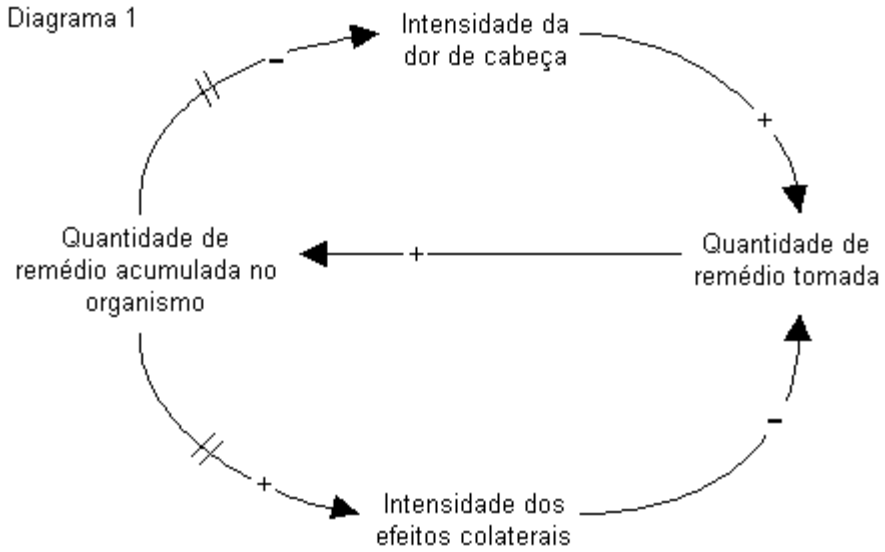 Diagrama 1
Intensidade da
dor de cabeça
–
+
Quantidade de
remédio acumulada no
organismo
+
Quantidade de
remédio tomada
–
+
Intensidade dos
efeitos colaterais